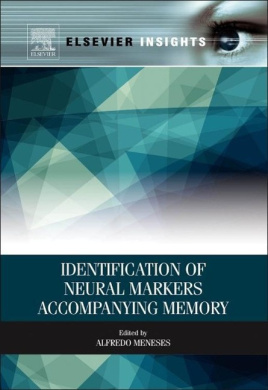 ELSEVIER INSIGHTS
ELSEVIER
IDENTIFICATION OF
NEURAL MARKERS
ACCOMPANYING MEMORY
Edited by
ALFREDO MENESES